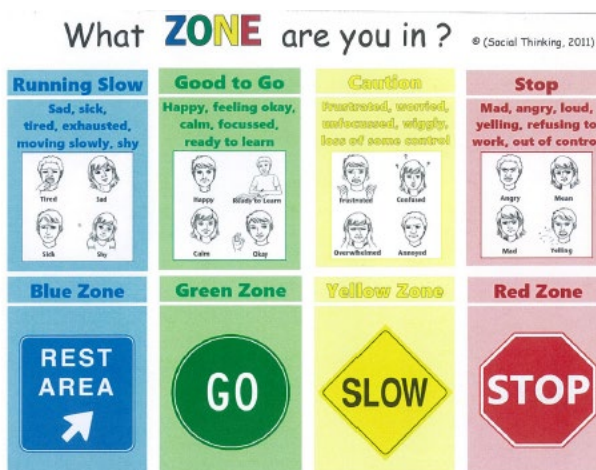 What ZONE are you in ?
© (Social Thinking, 2011)
Running Slow
Sad, sick,
tired, exhausted,
moving slowly, shy
Tired
Sad
Sick
Shy
Good to Go
Happy, feeling okay,
calm, focussed,
ready to learn
Happy
Ready to Learn
Calm
Okay
Caution
Frustrated, worried,
unfocussed, wiggly,
loss of some control
Frustrated
Confused
Overwhelmed
Annoyed
Stop
Mad, angry, loud,
yelling, refusing to
work, out of contro
Angry
Mean
Mad
Yelling
Blue Zone
REST
AREA
Green Zone
GO
Yellow Zone
SLOW
Red Zone
STOP